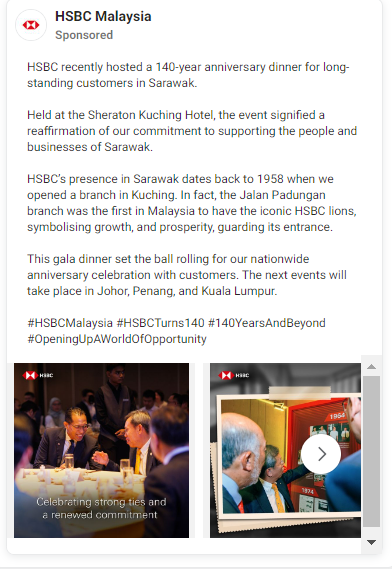 HSBC Malaysia
Sponsored
HSBC recently hosted a 140-year anniversary dinner for long-
standing customers in Sarawak.
Held at the Sheraton Kuching Hotel, the event signified a
reaffirmation of our commitment to supporting the people and
businesses of Sarawak.
HSBC's presence in Sarawak dates back to 1958 when we
opened a branch in Kuching. In fact, the Jalan Padungan
branch was the first in Malaysia to have the iconic HSBC lions,
symbolising growth, and prosperity, guarding its entrance.
This gala dinner set the ball rolling for our nationwide
anniversary celebration with customers. The next events will
take place in Johor, Penang, and Kuala Lumpur.
#HSBCMalaysia #HSBCTurns140 #140YearsAndBeyond
#OpeningUpAWorldOfOpportunity
HSBC
Celebrating strong ties and
a renewed commitment
HSBC
1964
1974